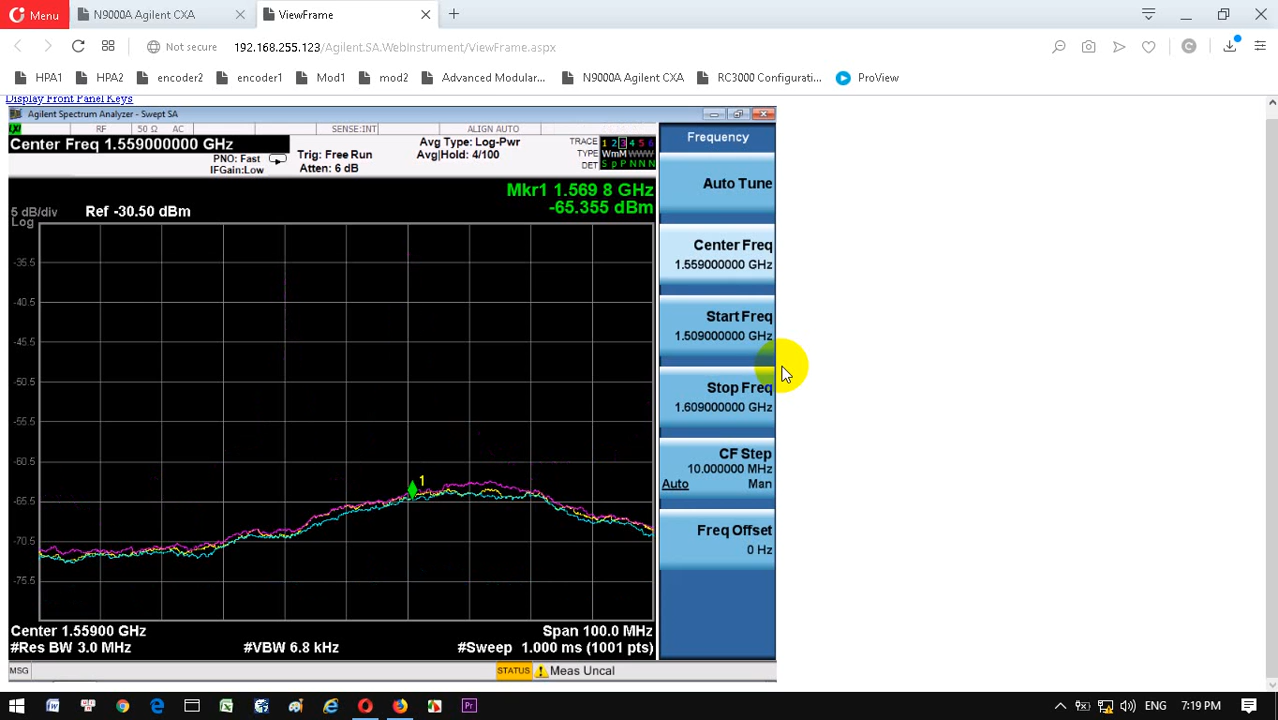 Menu
N9000A Agilent CXA
ViewFrame
Not secure 192.168.255.123/Agilent.SA.WebInstrument/ViewFrame.aspx
HPA1 HPA2 encoder2 encoder1 Mod1 mod2 Advanced Modular... N9000A Agilent CXA RC3000 Configurati... ProView
Display Front Panel Keys
Agilent Spectrum Analyzer - Swept SA
RF 50 Ω AC SENSE:INT ALIGN AUTO
Center Freq 1.559000000 GHz
PNO: Fast
IFGain:Low
Trig: Free Run
Atten: 6 dB
Avg Type: Log-Pwr
Avg|Hold: 4/100
TRACE 1 2 3 4 5 6
TYPE
DET S p P N N N
Mkr1 1.569 8 GHz
-65.355 dBm
5 dB/div
Log
Ref -30.50 dBm
-35.5
-40.5
-45.5
-50.5
-55.5
-60.5
-65.5
-70.5
-75.5
1
Center 1.55900 GHz
Span 100.0 MHz
#Res BW 3.0 MHz
#VBW 6.8 kHz
#Sweep 1.000 ms (1001 pts)
MSG
STATUS
Meas Uncal
Frequency
Auto Tune
Center Freq
1.559000000 GHz
Start Freq
1.509000000 GHz
Stop Freq
1.609000000 GHz
CF Step
10.000000 MHz
Auto Man
Freq Offset
0 Hz
ENG 7:19 PM